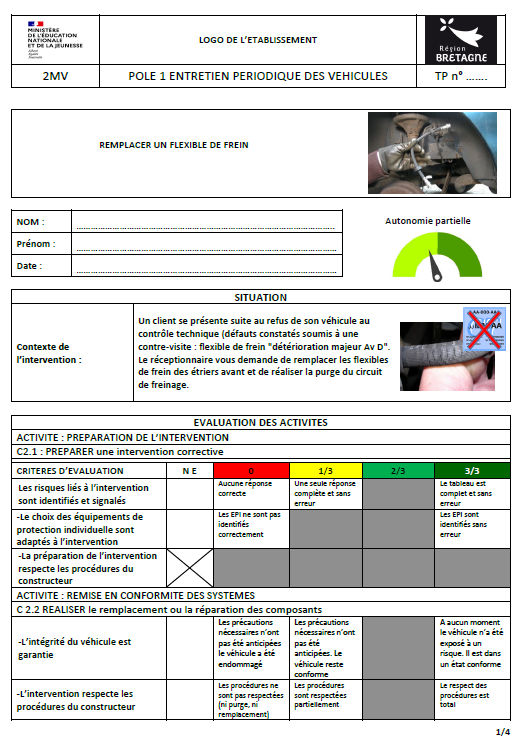 MINISTÈRE
DE L'ÉDUCATION
NATIONALE
ET DE LA JEUNESSE
Liberté
Égalité
Fraternité
LOGO DE L'ETABLISSEMENT
Région
BRETAGNE
2MV
POLE 1 ENTRETIEN PERIODIQUE DES VEHICULES
TP n° …….
REMPLACER UN FLEXIBLE DE FREIN
NOM :
Prénom :
Date :
Autonomie partielle
SITUATION
Contexte de
l'intervention :
Un client se présente suite au refus de son véhicule au
contrôle technique (défauts constatés soumis à une
contre-visite : flexible de frein "détérioration majeur Av D".
Le réceptionnaire vous demande de remplacer les flexibles
de frein des étriers avant et de réaliser la purge du circuit
de freinage.
AA-000-AA
AA
EVALUATION DES ACTIVITES
ACTIVITE : PREPARATION DE L'INTERVENTION
C2.1 : PREPARER une intervention corrective
CRITERES D'EVALUATION
N E
0
1/3
2/3
3/3
Les risques liés à l'intervention
sont identifiés et signalés
Aucune réponse
correcte
Une seule réponse
complète et sans
erreur
Le tableau est
complet et sans
erreur
-Le choix des équipements de
protection individuelle sont
adaptés à l'intervention
Les EPI ne sont pas
identifiés
correctement
Les EPI sont
identifiés sans
erreur
-La préparation de l'intervention
respecte les procédures du
constructeur
ACTIVITE : REMISE EN CONFORMITE DES SYSTEMES
C 2.2 REALISER le remplacement ou la réparation des composants
-L'intégrité du véhicule est
garantie
Les précautions
nécessaires n'ont
pas été anticipées
le véhicule a été
endommagé
Les précautions
nécessaires n'ont
pas été
anticipées. Le
véhicule reste
conforme
A aucun moment
le véhicule n'a été
exposé à un
risque. Il est dans
un état conforme
-L'intervention respecte les
procédures du constructeur
Les procédures ne
sont pas respectées
(ni purge, ni
remplacement)
Les procédures
sont respectées
partiellement
Le respect des
procédures est
total
1/4